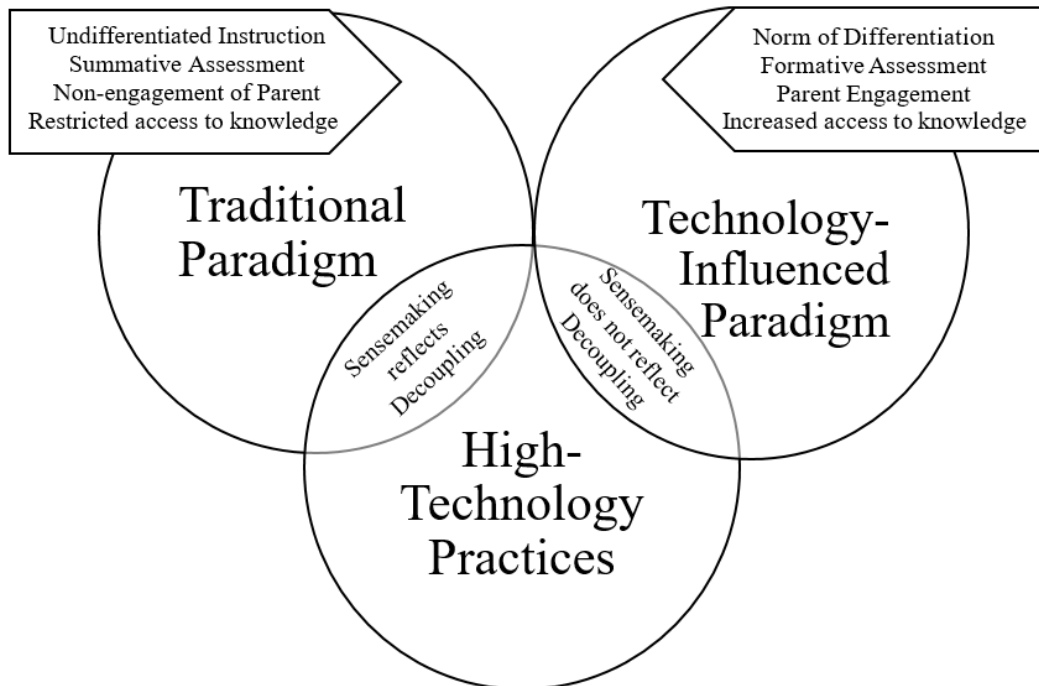 Undifferentiated Instruction
Summative Assessment
Non-engagement of Parent
Restricted access to knowledge
Norm of Differentiation
Formative Assessment
Parent Engagement
Increased access to knowledge
Traditional
Paradigm
Technology-
Influenced
Paradigm
Sensemaking
reflects
Decoupling
Sensemaking
does not reflect
Decoupling
High-
Technology
Practices